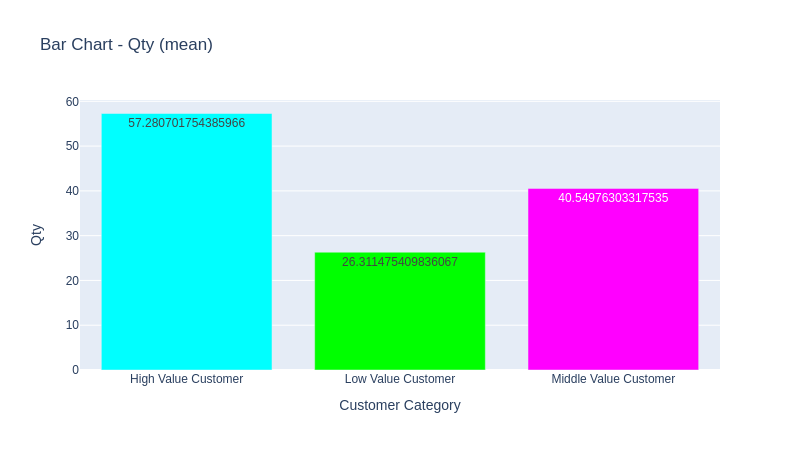 Bar Chart - Qty (mean)
60
50
40
30
20
10
0
Qty
57.280701754385966
26.311475409836067
40.54976303317535
High Value Customer
Low Value Customer
Middle Value Customer
Customer Category